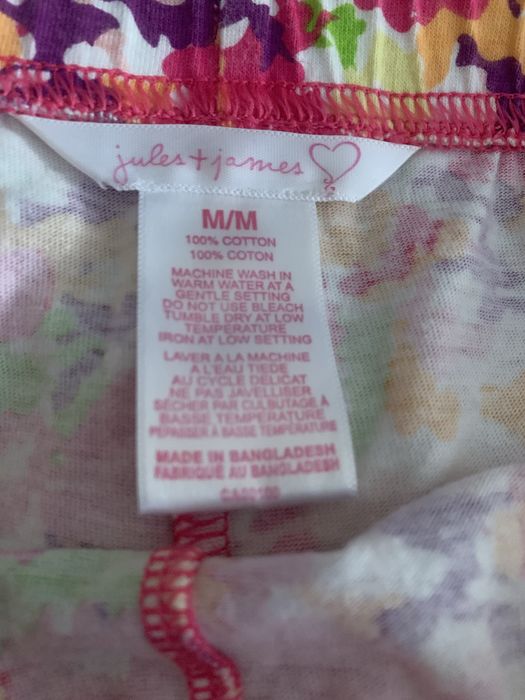 jules + james
M/M
100% COTTON
100% COTON
MACHINE WASH IN
WARM WATER AT A
GENTLE SETTING
DO NOT USE BLEACH
TUMBLE DRY AT LOW
TEMPERATURE
IRON AT LOW SETTING
LAVER A LA MACHINE
A L'EAU TIEDE
AU CYCLE DELICAT
NE PAS JAVELLISER
SÉCHER PAR CULBUTAGE À
BASSE TEMPÉRATURE
REPASSER À BASSE TEMPÉRATURE
MADE IN BANGLADESH
FABRIQUÉ AU BANGLADESH